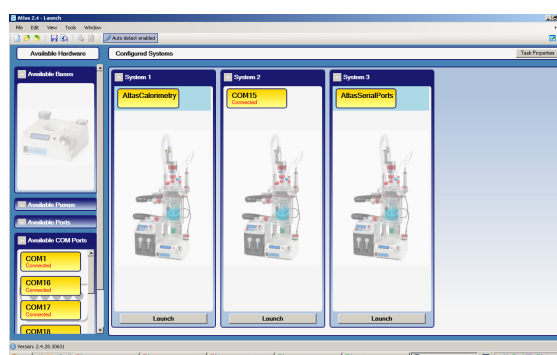 Atlas 2.4 - Launch
File Edit View Tools Window
Auto detect enabled
Available Hardware
Configured Systems
Task Properties
Available Bases
Available Pumps
Available Ports
Available COM Ports
COM1
Connected
COM16
Connected
COM17
Connected
COM18
System 1
AtlasCalorimetry
Launch
System 2
COM15
Connected
Launch
System 3
AtlasSerialPorts
Launch
Version: 2.4.28.30631